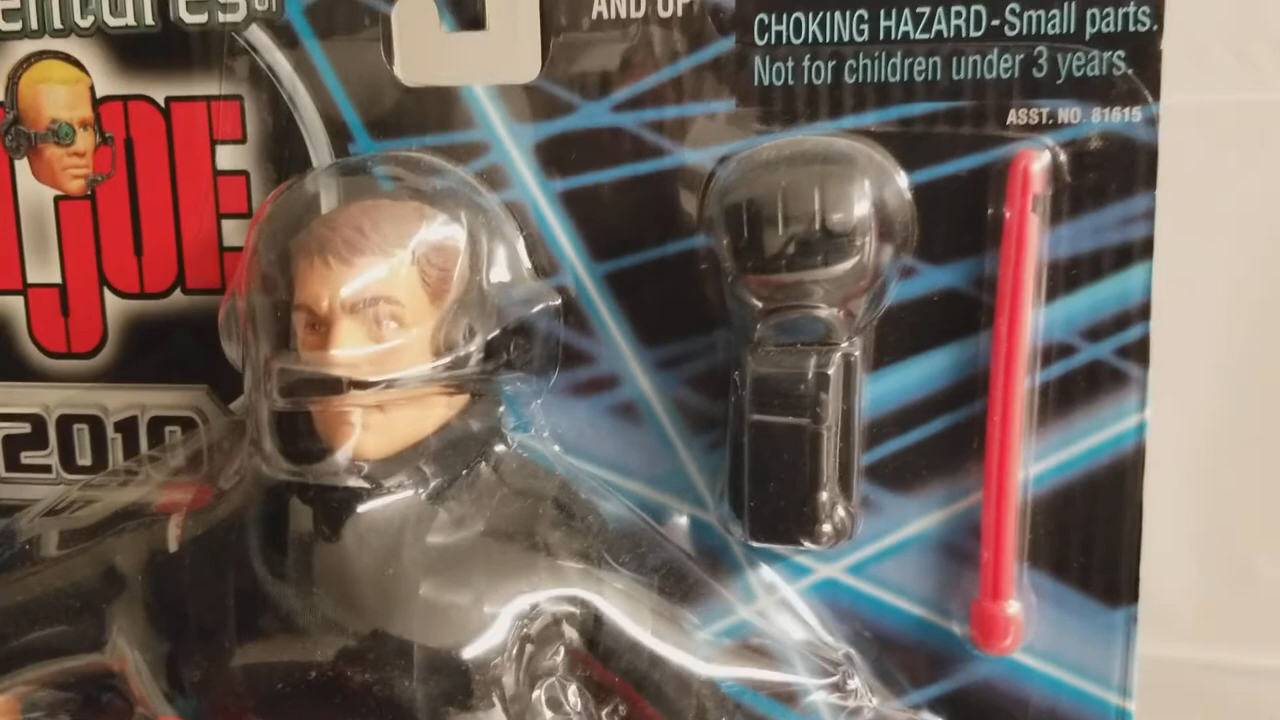 AND UP
CHOKING HAZARD-Small parts.
Not for children under 3 years.
ASST. NO. 81615
JOE
2010